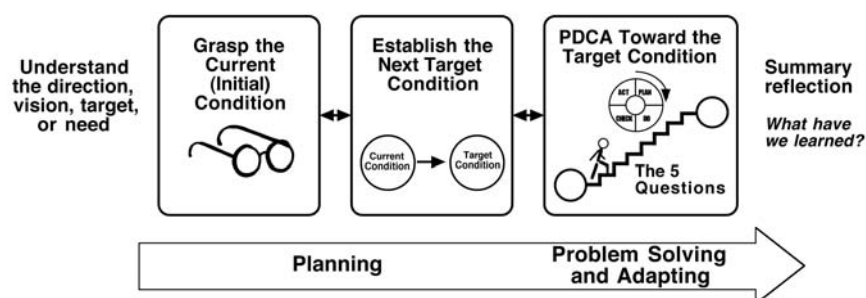 Understand
the direction,
vision, target,
or need
Grasp the
Current
(Initial)
Condition
Establish the
Next Target
Condition
Current
Condition
Target
Condition
PDCA Toward the
Target Condition
ACT PLAN
CHECK DO
The 5
Questions
Summary
reflection
What have
we learned?
Planning
Problem Solving
and Adapting